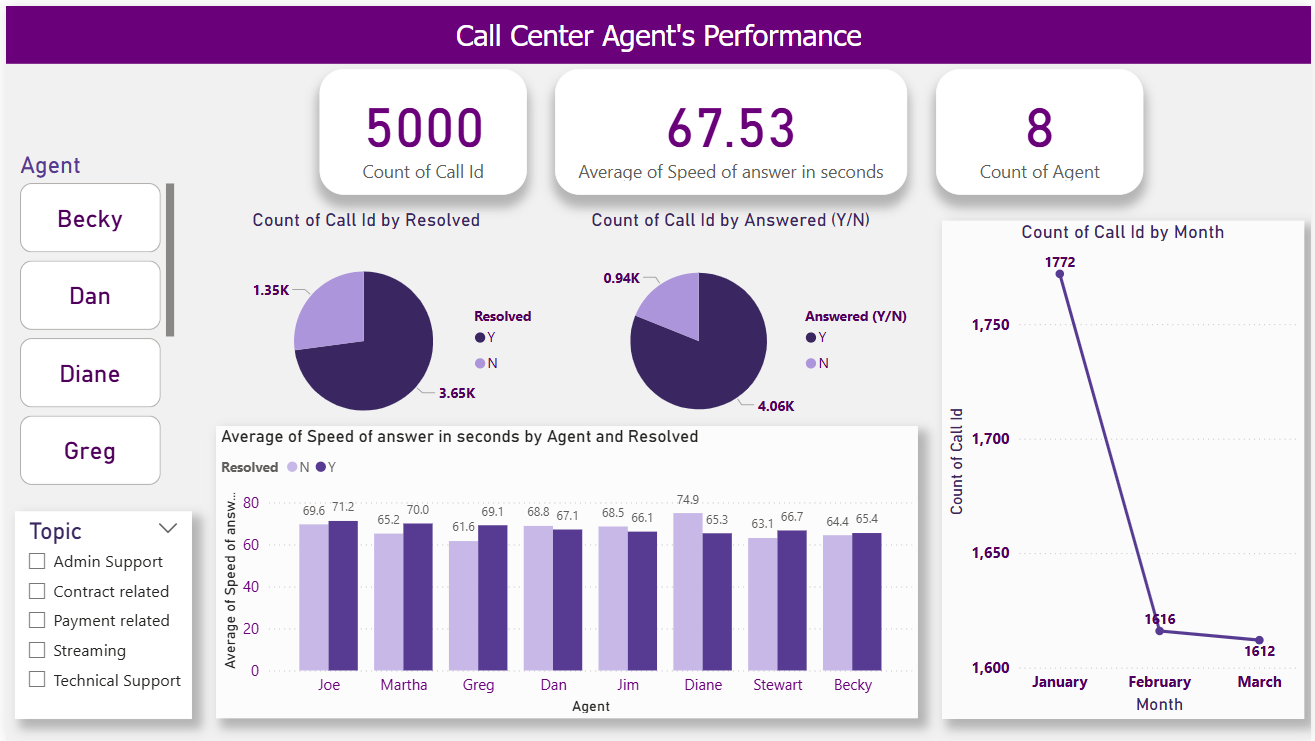 Call Center Agent's Performance
5000
Count of Call Id
67.53
Average of Speed of answer in seconds
8
Count of Agent
Agent
Becky
Dan
Diane
Greg
Topic
Admin Support
Contract related
Payment related
Streaming
Technical Support
Count of Call Id by Resolved
1.35K
3.65K
Resolved
Y
N
Count of Call Id by Answered (Y/N)
0.94K
4.06K
Answered (Y/N)
Y
N
Average of Speed of answer in seconds by Agent and Resolved
Resolved N Y
Average of Speed of answ...
80
60
40
20
0
69.6 71.2
65.2 70.0
61.6 69.1
68.8 67.1
68.5 66.1
74.9 65.3
63.1 66.7
64.4 65.4
Joe Martha Greg Dan Jim Diane Stewart Becky
Agent
Count of Call Id by Month
Count of Call Id
1,750
1,700
1,650
1,600
1772
1616
1612
January February March
Month